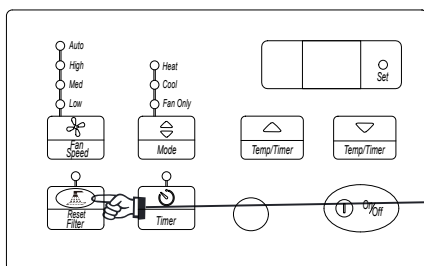 Auto
High
Med
Low
Heat
Cool
Fan Only
Set
Fan
Speed
Mode
Temp/Timer
Temp/Timer
Reset
Filter
Timer
On/Off